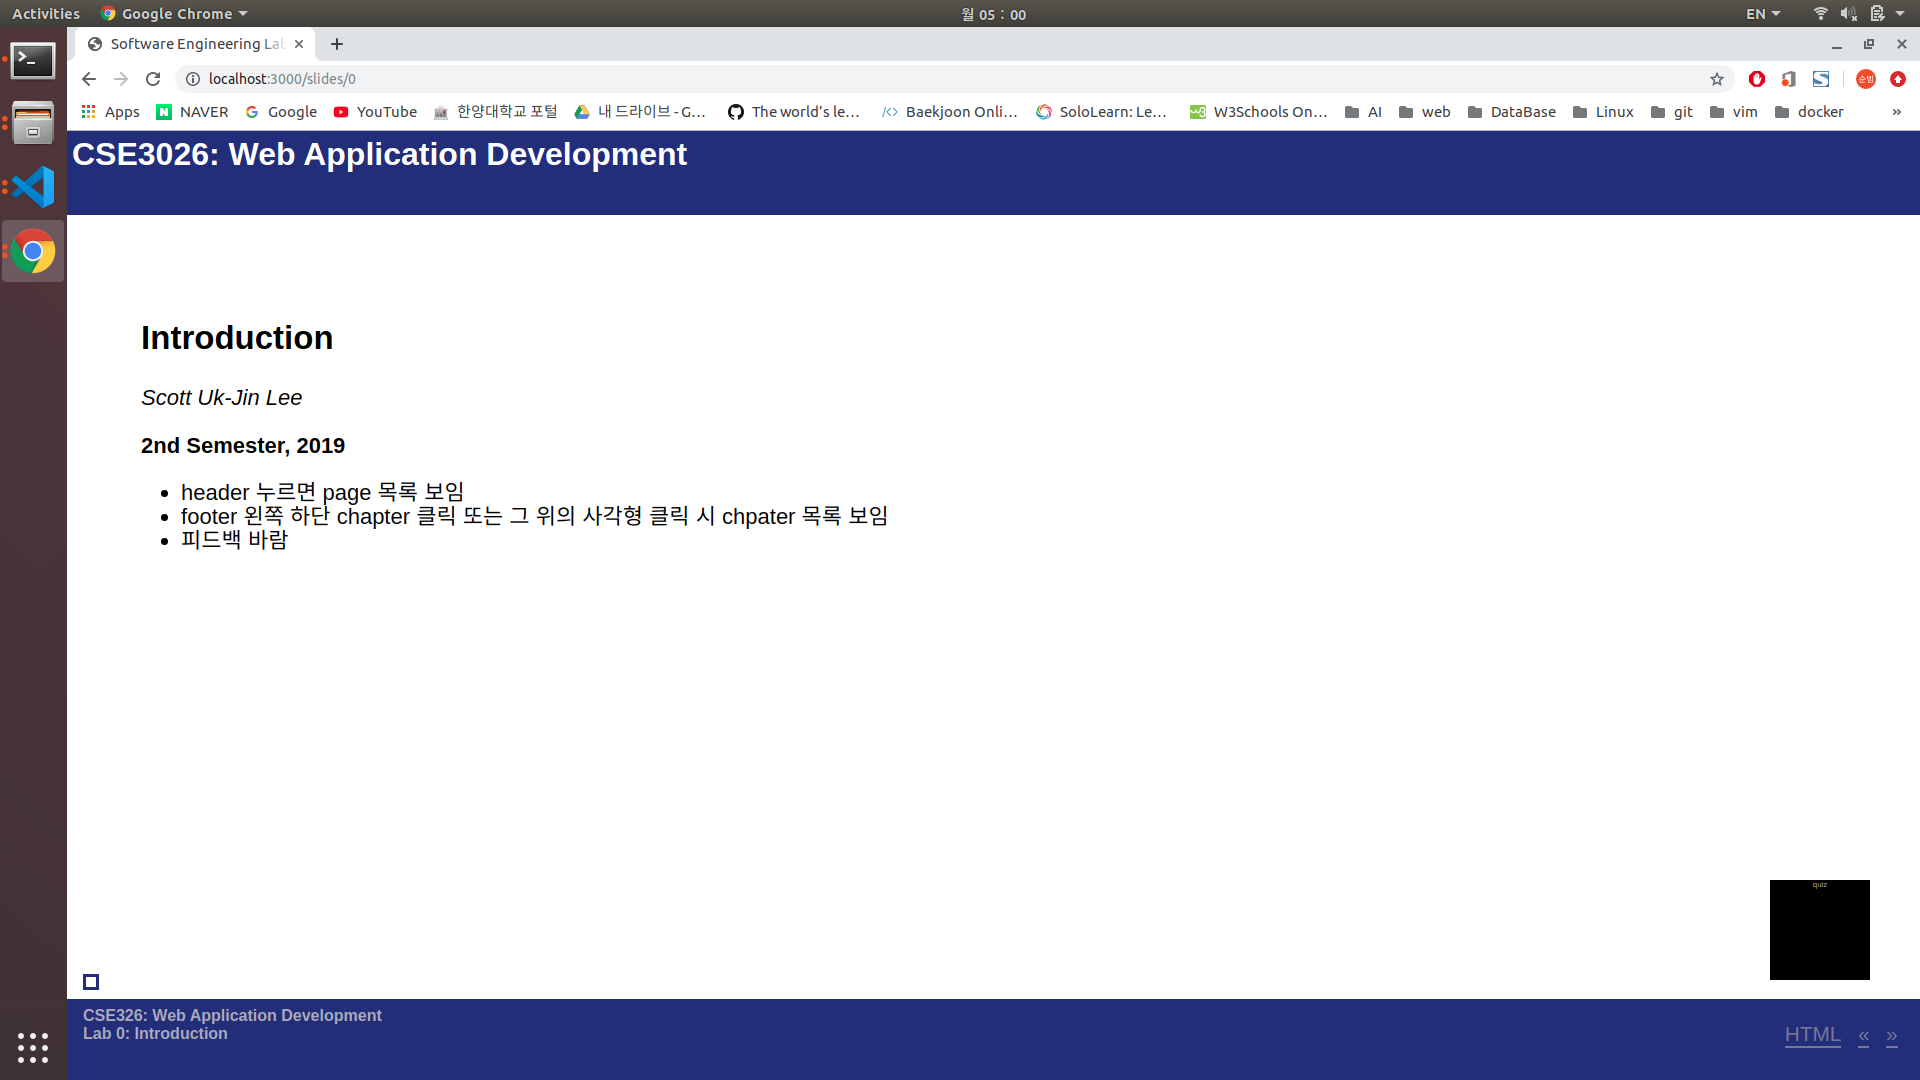 Activities
Google Chrome
월 05 : 00
EN
Software Engineering La
localhost:3000/slides/0
순범
Apps
NAVER
Google
YouTube
한양대학교 포털
내 드라이브 - G...
The world's le...
Baekjoon Onli...
SoloLearn: Le...
W3Schools On...
AI
web
DataBase
Linux
git
vim
docker
»
CSE3026: Web Application Development
Introduction
Scott Uk-Jin Lee
2nd Semester, 2019
header 누르면 page 목록 보임
footer 왼쪽 하단 chapter 클릭 또는 그 위의 사각형 클릭 시 chpater 목록 보임
피드백 바람
quiz
CSE326: Web Application Development
Lab 0: Introduction
HTML « »